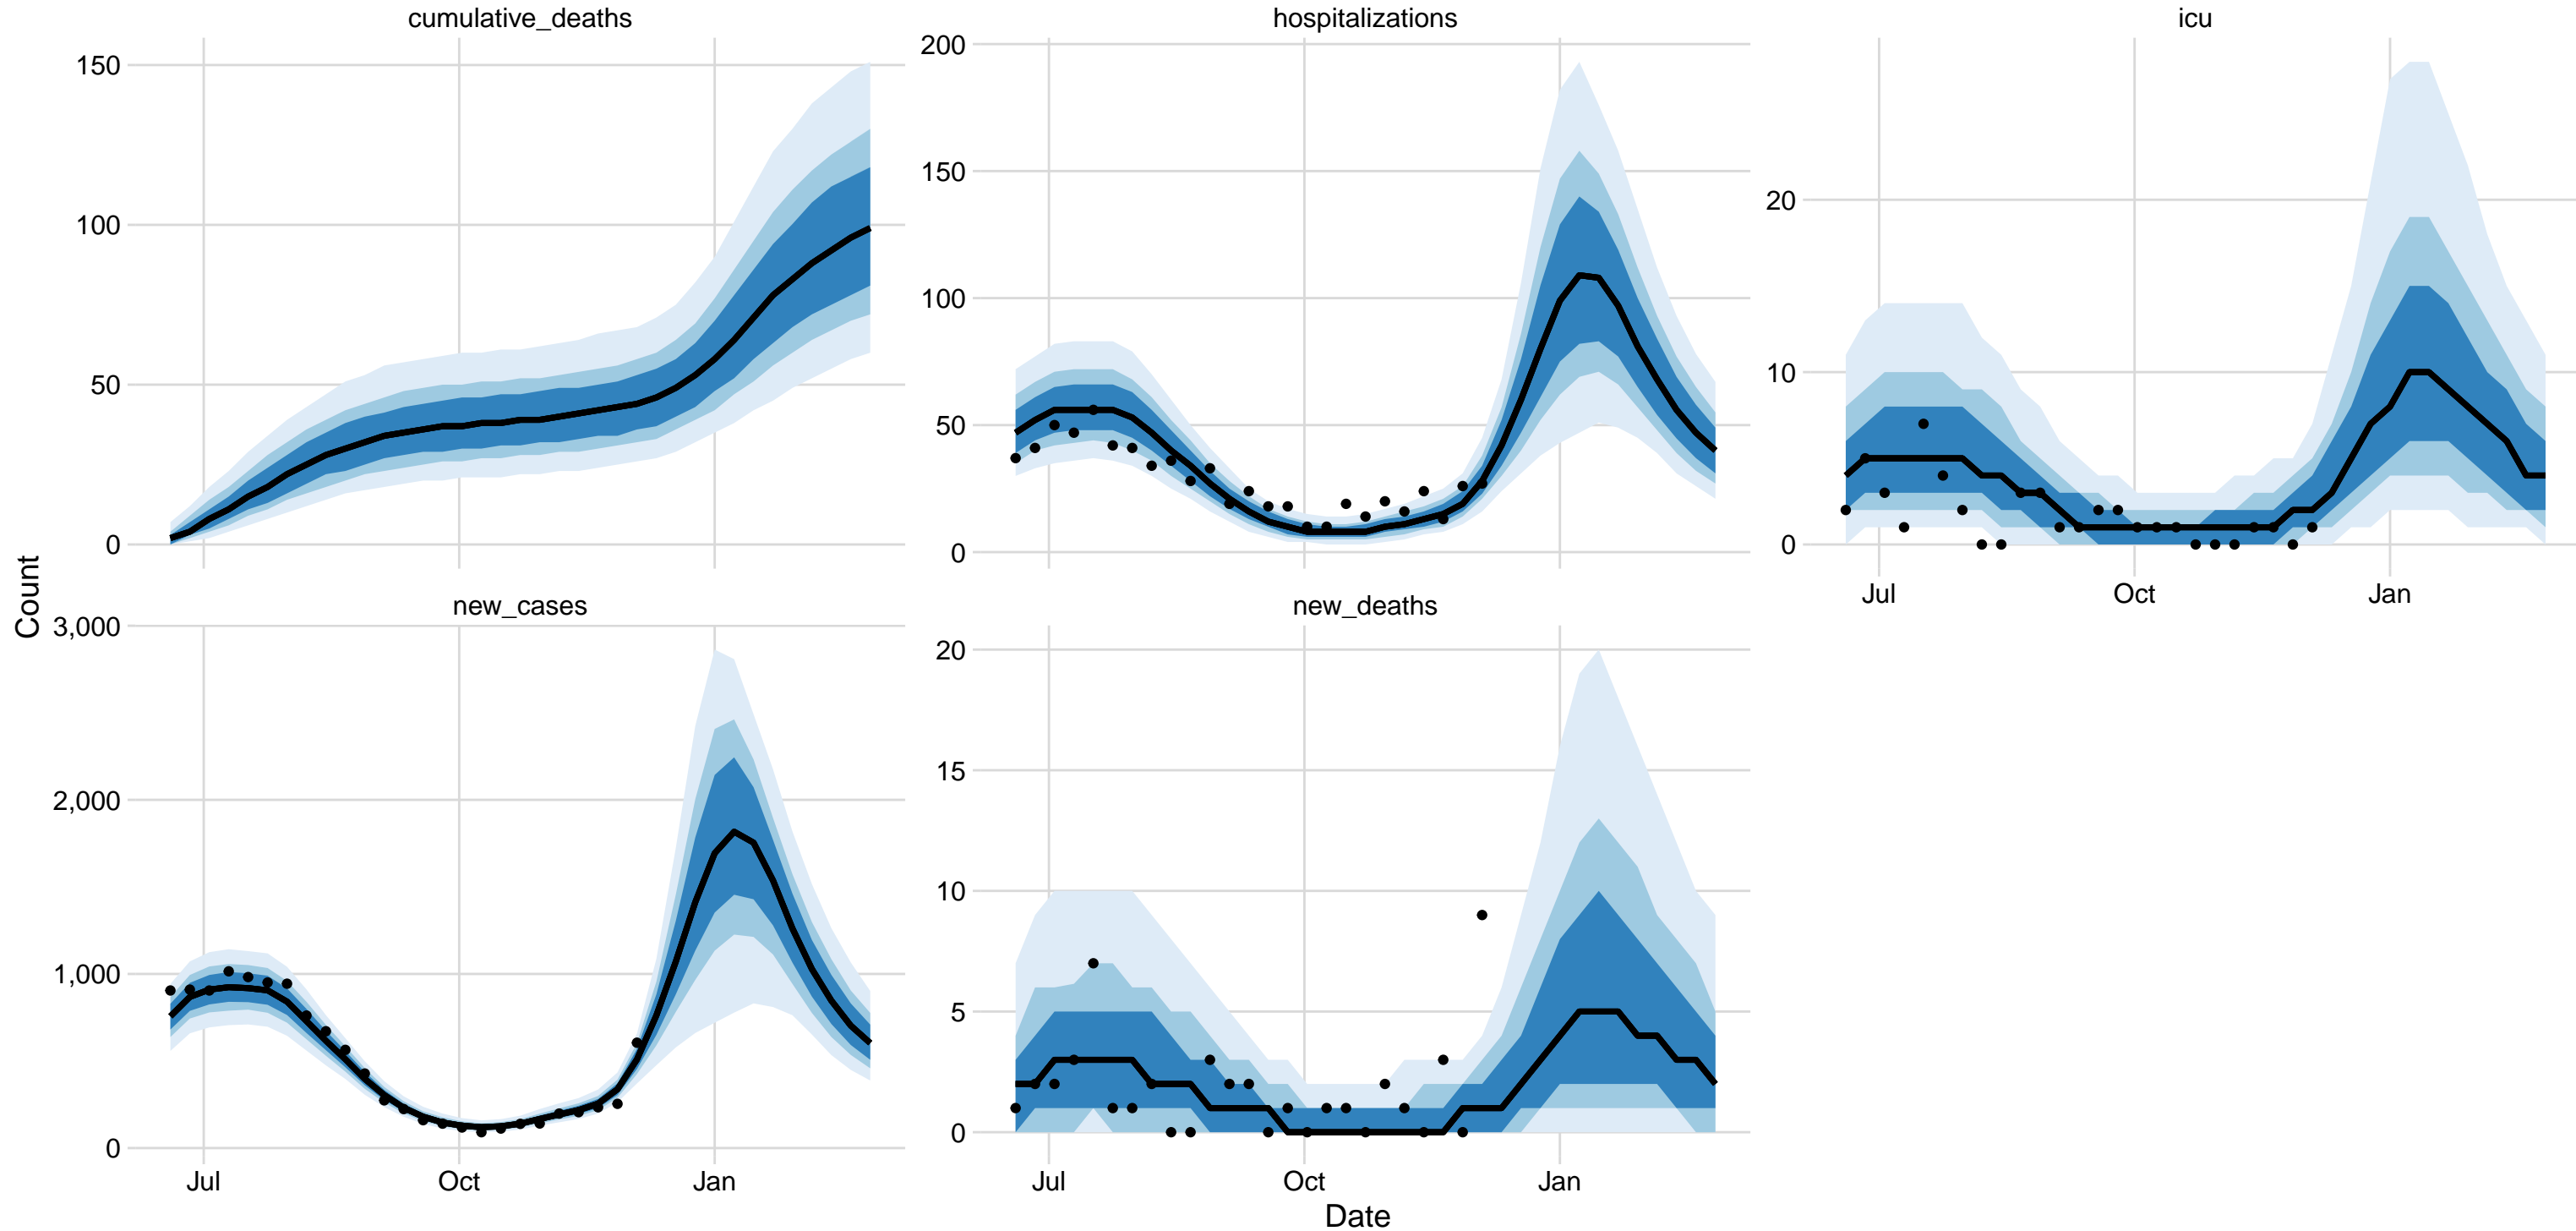 cumulative_deaths
150
100
50
0
hospitalizations
200
150
100
50
0
icu
20
10
0
Jul Oct Jan
Count
new_cases
3,000
2,000
1,000
0
Jul Oct Jan
new_deaths
20
15
10
5
0
Jul Oct Jan
Date